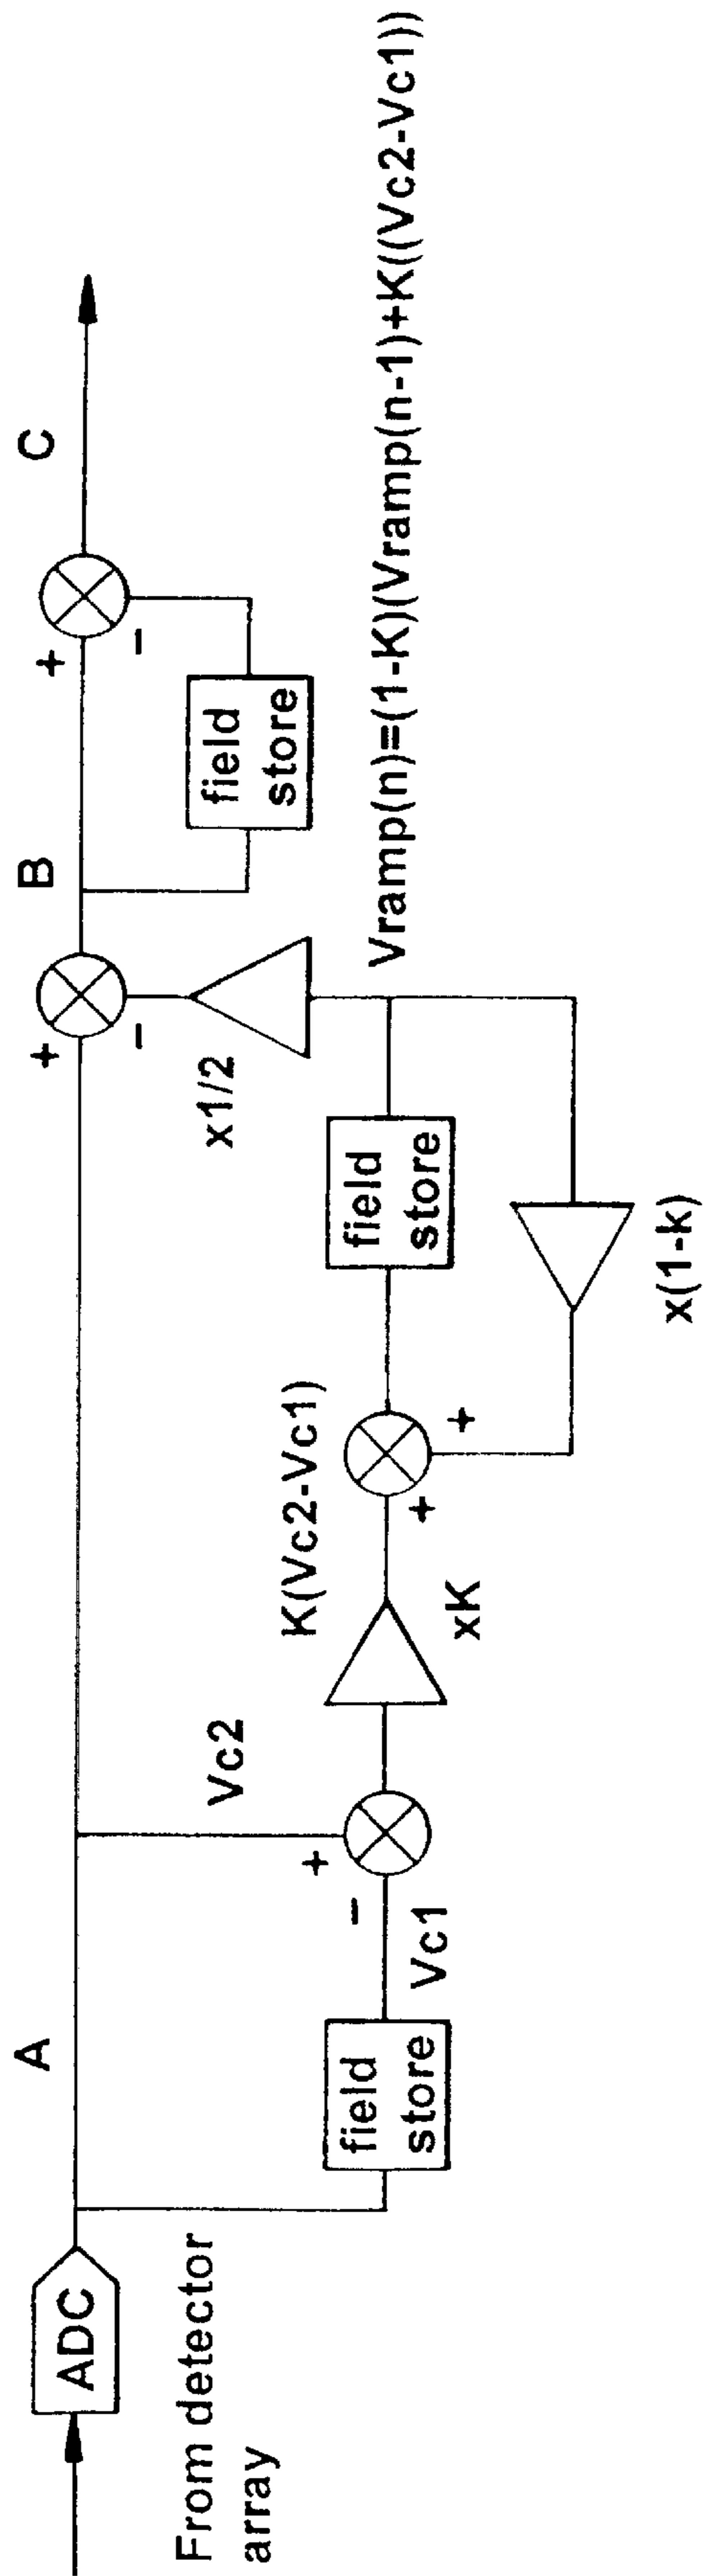 From detector
array
ADC
A
field
store
Vc1
−
+
Vc2
xK
K(Vc2-Vc1)
+
+
field
store
x(1-k)
x1/2
+
−
B
Vramp(n)=(1-K)(Vramp(n-1)+K((Vc2-Vc1))
field
store
+
−
C